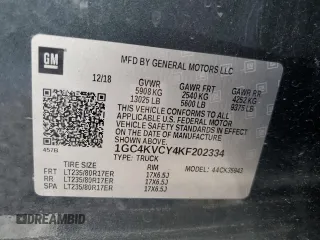 GM
MFD BY GENERAL MOTORS LLC
12/18
GVWR GAWR FRT GAWR RR
5908 KG 2540 KG 4252 KG
13025 LB 5600 LB 9375 LB
THIS VEHICLE CONFORMS TO ALL
APPLICABLE U.S. FEDERAL MOTOR
VEHICLE SAFETY STANDARDS IN
EFFECT ON THE DATE OF
MANUFACTURE SHOWN ABOVE.
1GC4KVCY4KF202334
TYPE: TRUCK MODEL:
457B
TIRE SIZE RIM
FRT LT235/80R17ER 17X6.5J
RR LT235/80R17ER 17X6.5J
SPA LT235/80R17ER 17X6.5J